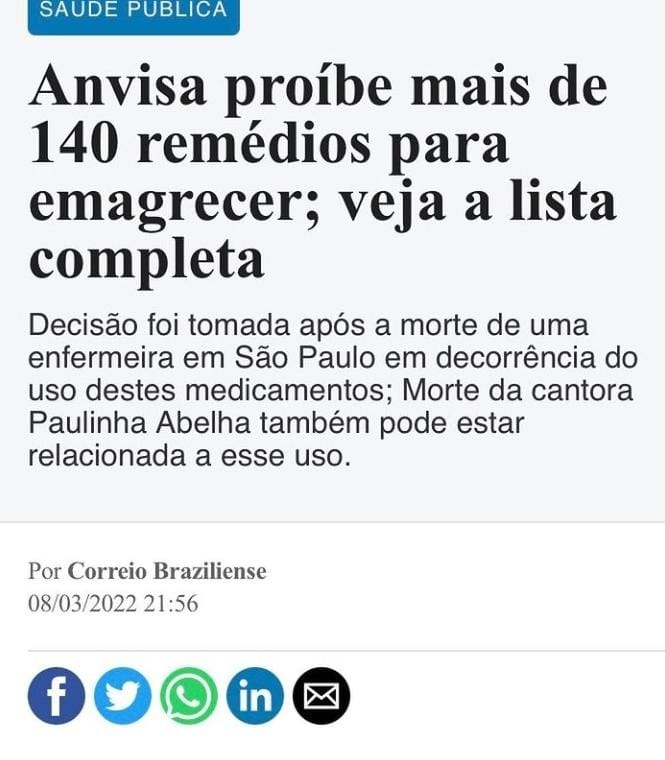 SAÚDE PÚBLICA
Anvisa proíbe mais de
140 remédios para
emagrecer; veja a lista
completa
Decisão foi tomada após a morte de uma
enfermeira em São Paulo em decorrência do
uso destes medicamentos; Morte da cantora
Paulinha Abelha também pode estar
relacionada a esse uso.
Por Correio Braziliense
08/03/2022 21:56